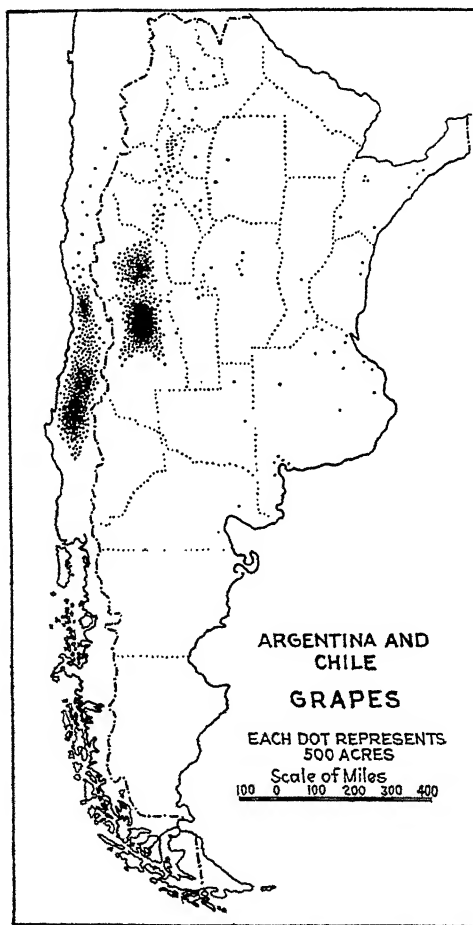 ARGENTINA AND
CHILE
GRAPES
EACH DOT REPRESENTS
500 ACRES
Scale of Miles
100 0 100 200 300 400